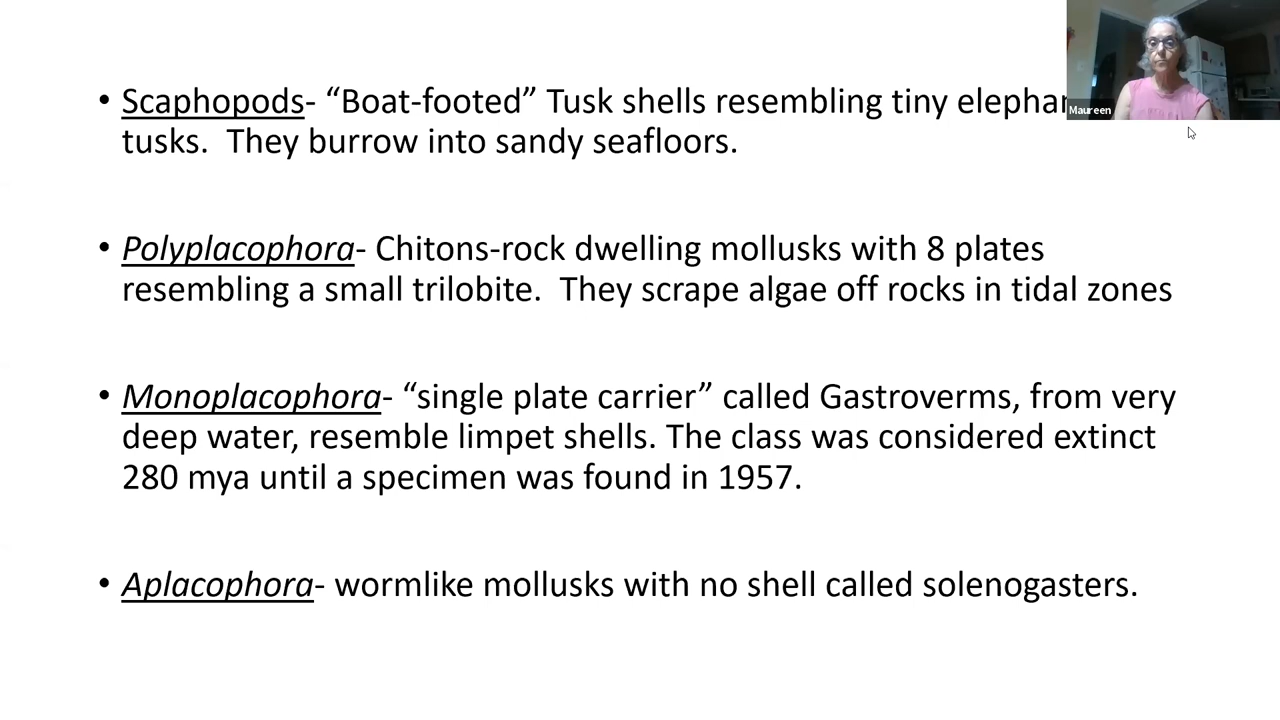 • Scaphopods- “Boat-footed” Tusk shells resembling tiny
tusks.  They burrow into sandy seafloors.
• Polyplacophora- Chitons-rock dwelling mollusks with 8 plates
resembling a small trilobite.  They scrape algae off rocks in tidal zones
• Monoplacophora- “single plate carrier” called Gastroverms, from very
deep water, resemble limpet shells. The class was considered extinct
280 mya until a specimen was found in 1957.
• Aplacophora- wormlike mollusks with no shell called solenogasters.
Maureen